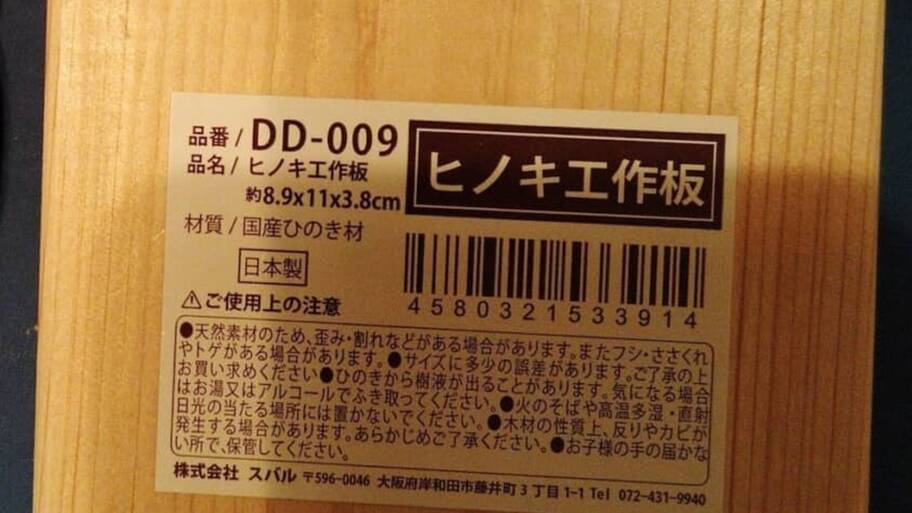 品番 / DD-009
品名 / ヒノキ工作板
約8.9x11x3.8cm
ヒノキ工作板
材質 / 国産ひのき材
日本製
4580321533914
⚠ご使用上の注意
●天然素材のため、歪み・割れなどがある場合があります。またフシ・ささくれ
やトゲがある場合があります。●サイズに多少の誤差があります。ご了承の上
お買い求めください●ひのきから樹液が出ることがあります。気になる場合
はお湯又はアルコールでふき取ってください。●火のそばや高温多湿・直射
日光の当たる場所には置かないでください。●木材の性質上、反りやカビが
発生する場合があります。あらかじめご了承ください。●お子様の手の届かな
い所で、保管してください。
株式会社 スバル 〒596-0046 大阪府岸和田市藤井町3丁目1-1 Tel 072-431-9940